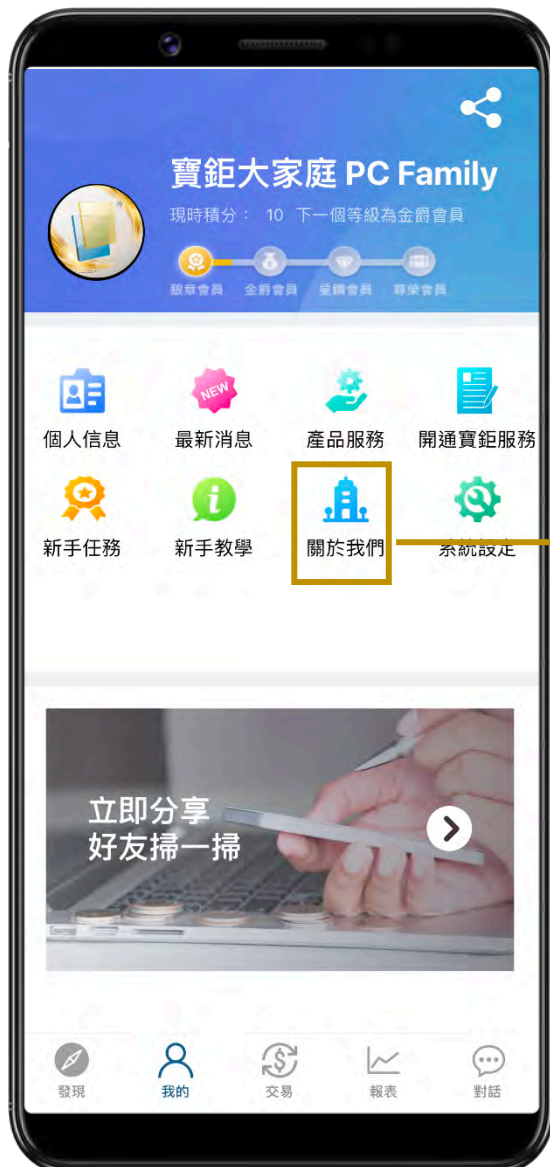 寶鉅大家庭 PC Family
現時積分： 10 下一個等級為金爵會員
銀章會員 金爵會員 星鑽會員 尊榮會員
個人信息 最新消息 產品服務 開通寶鉅服務
NEW
新手任務 新手教學 關於我們 系統設定
立即分享
好友掃一掃
發現 我的 交易 報表 對話